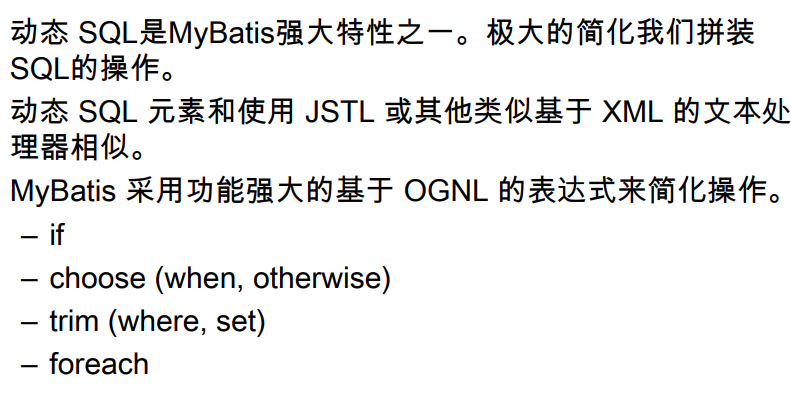 动态 SQL是MyBatis强大特性之一。极大的简化我们拼装
SQL的操作。
动态 SQL 元素和使用 JSTL 或其他类似基于 XML 的文本处
理器相似。
MyBatis 采用功能强大的基于 OGNL 的表达式来简化操作。
– if
– choose (when, otherwise)
– trim (where, set)
– foreach